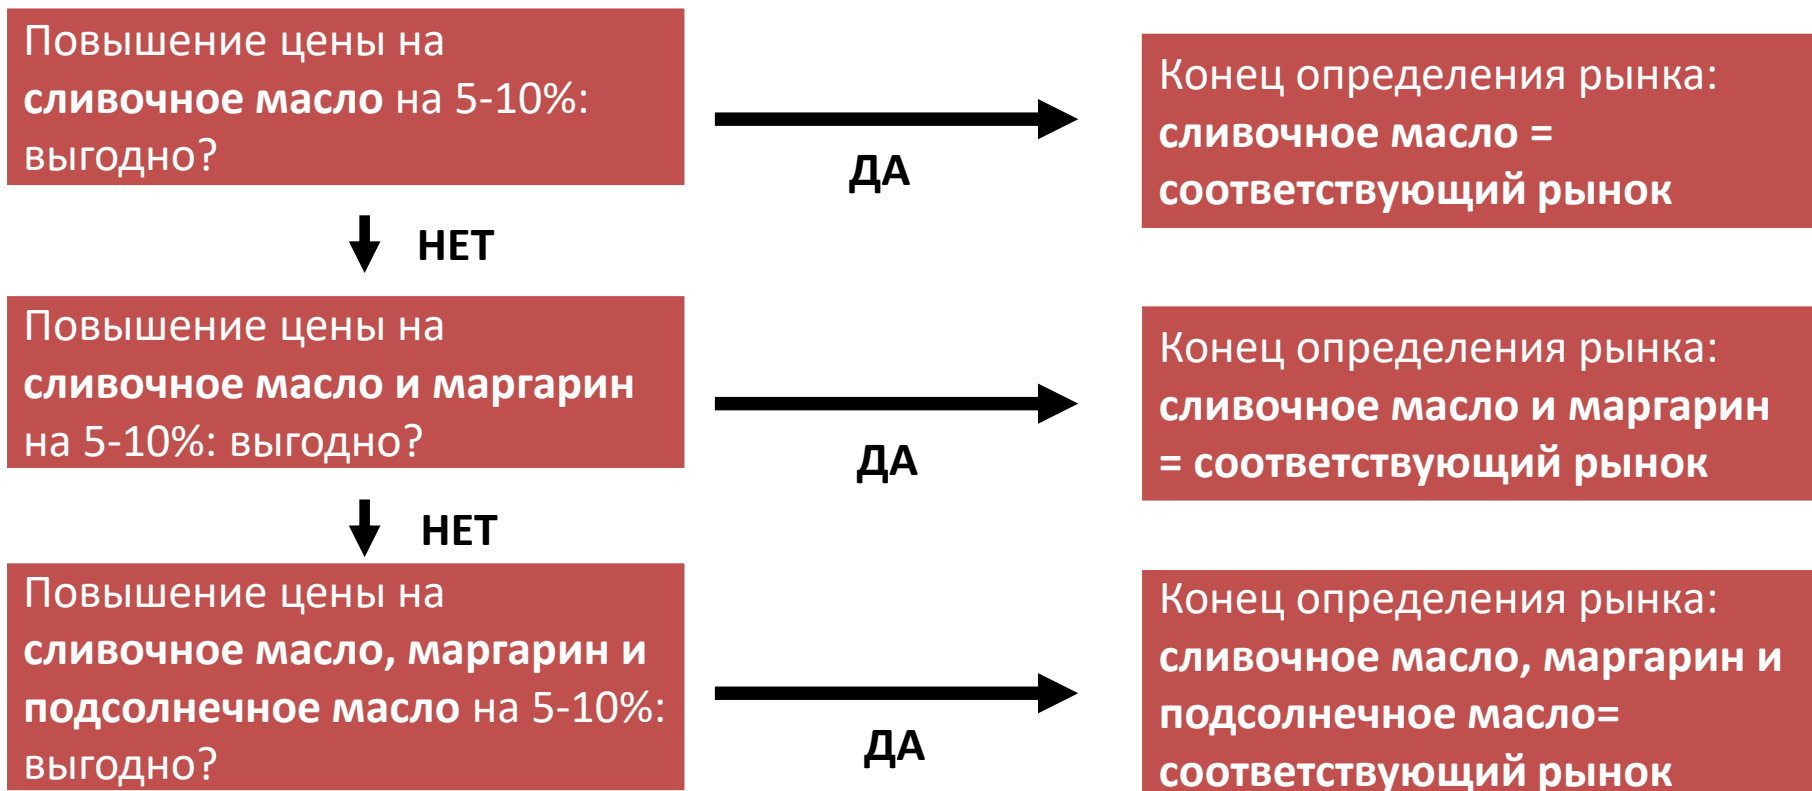 Повышение цены на
сливочное масло на 5-10%:
выгодно?
ДА
Конец определения рынка:
сливочное масло =
соответствующий рынок
НЕТ
Повышение цены на
сливочное масло и маргарин
на 5-10%: выгодно?
ДА
Конец определения рынка:
сливочное масло и маргарин
= соответствующий рынок
НЕТ
Повышение цены на
сливочное масло, маргарин и
подсолнечное масло на 5-10%:
выгодно?
ДА
Конец определения рынка:
сливочное масло, маргарин и
подсолнечное масло=
соответствующий рынок